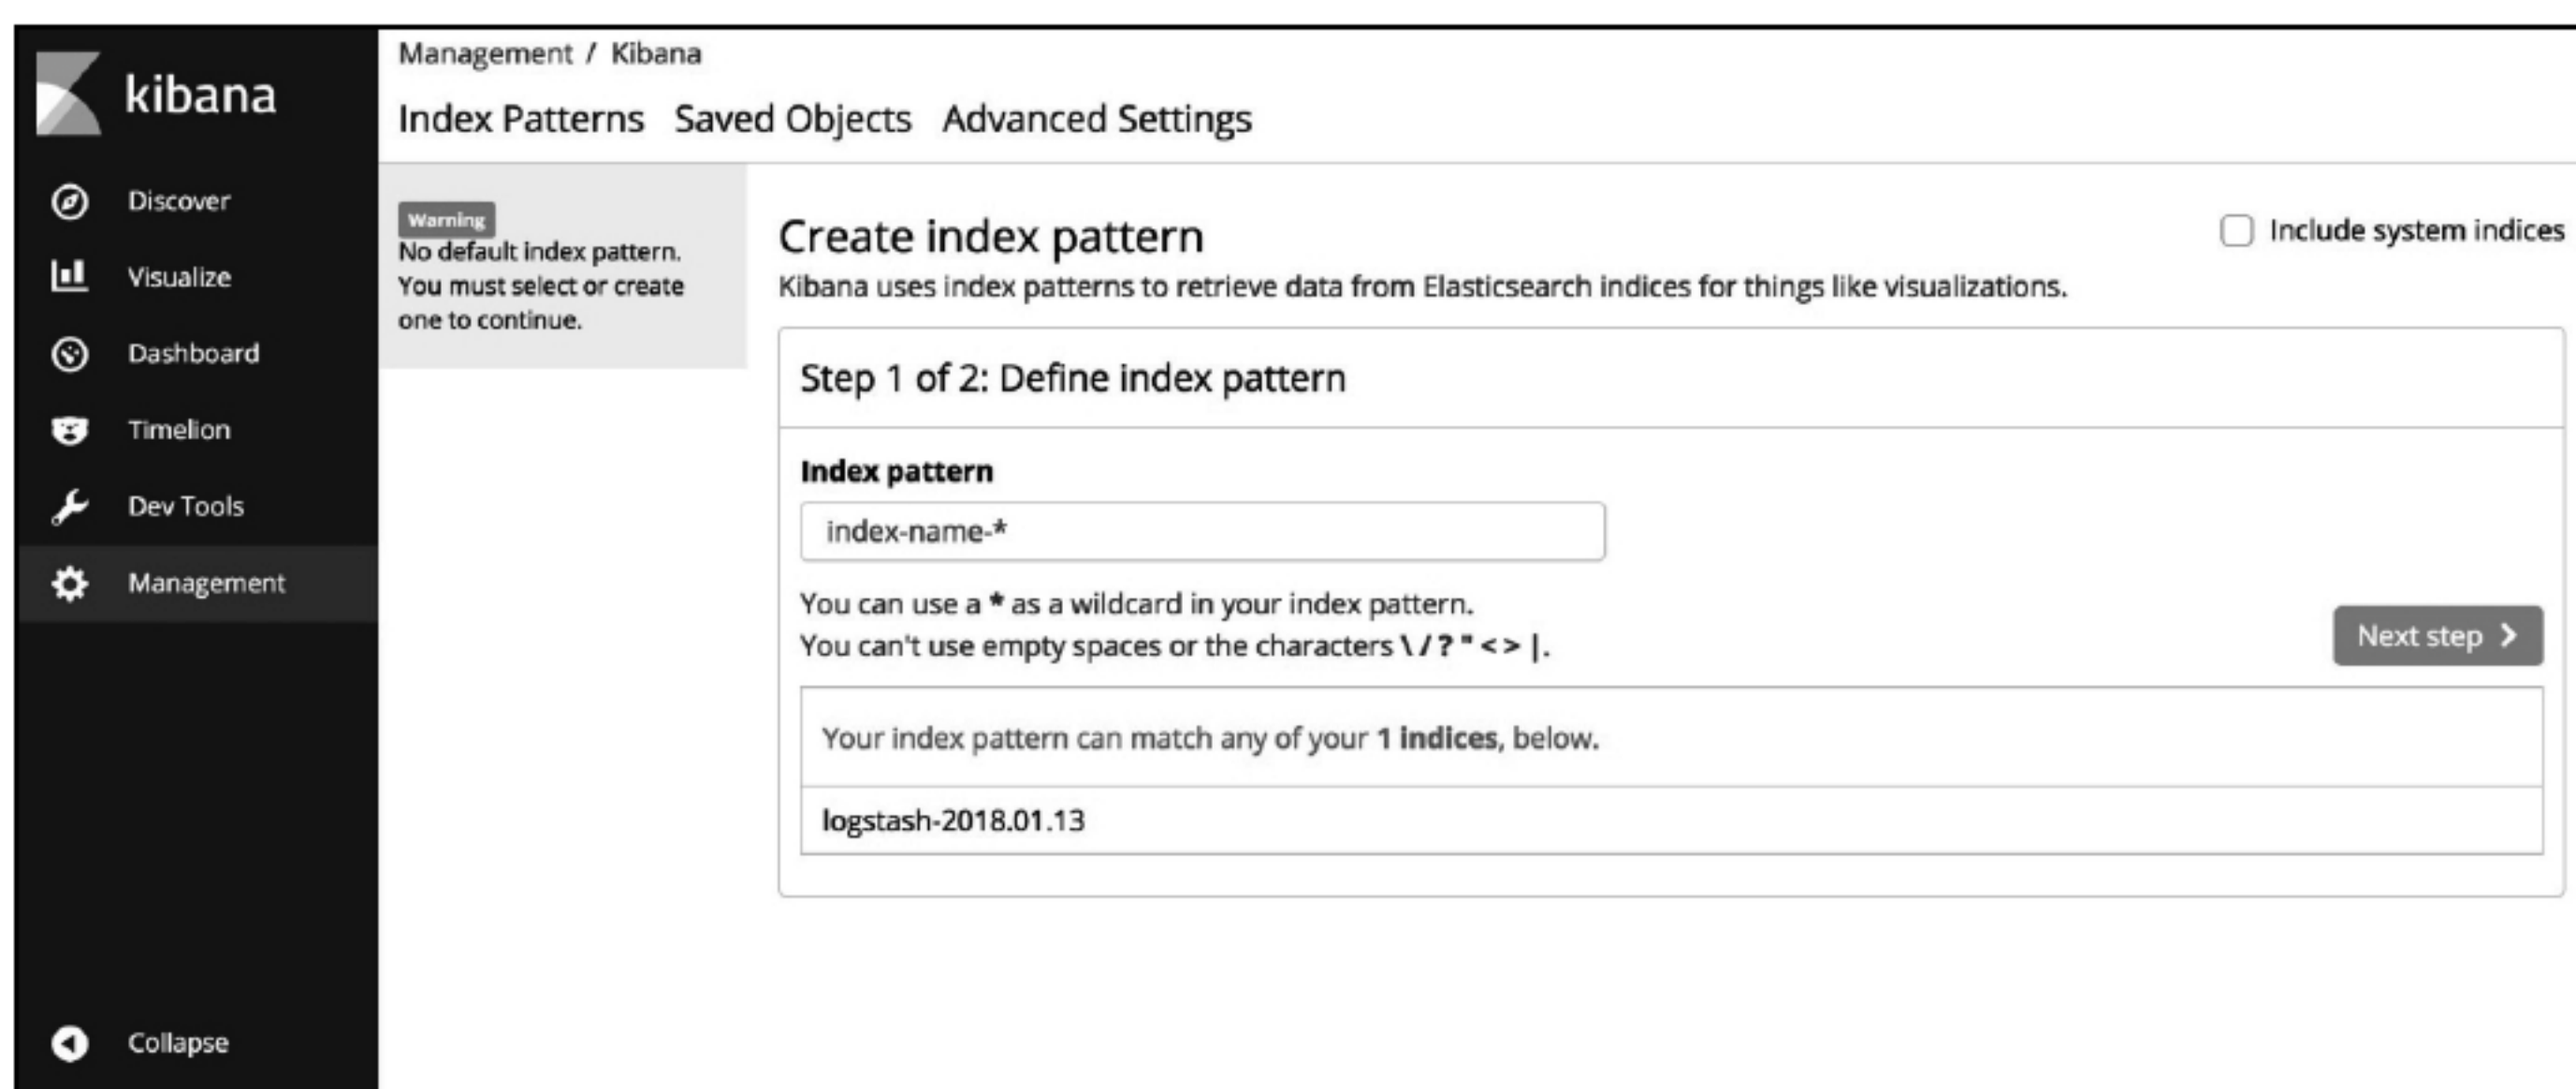 kibana
Discover
Visualize
Dashboard
Timelion
Dev Tools
Management
Collapse
Management / Kibana
Index Patterns Saved Objects Advanced Settings
Warning
No default index pattern.
You must select or create
one to continue.
Create index pattern
Include system indices
Kibana uses index patterns to retrieve data from Elasticsearch indices for things like visualizations.
Step 1 of 2: Define index pattern
Index pattern
index-name-*
You can use a * as a wildcard in your index pattern.
You can't use empty spaces or the characters \ / ? " < > |.
Next step
Your index pattern can match any of your 1 indices, below.
logstash-2018.01.13